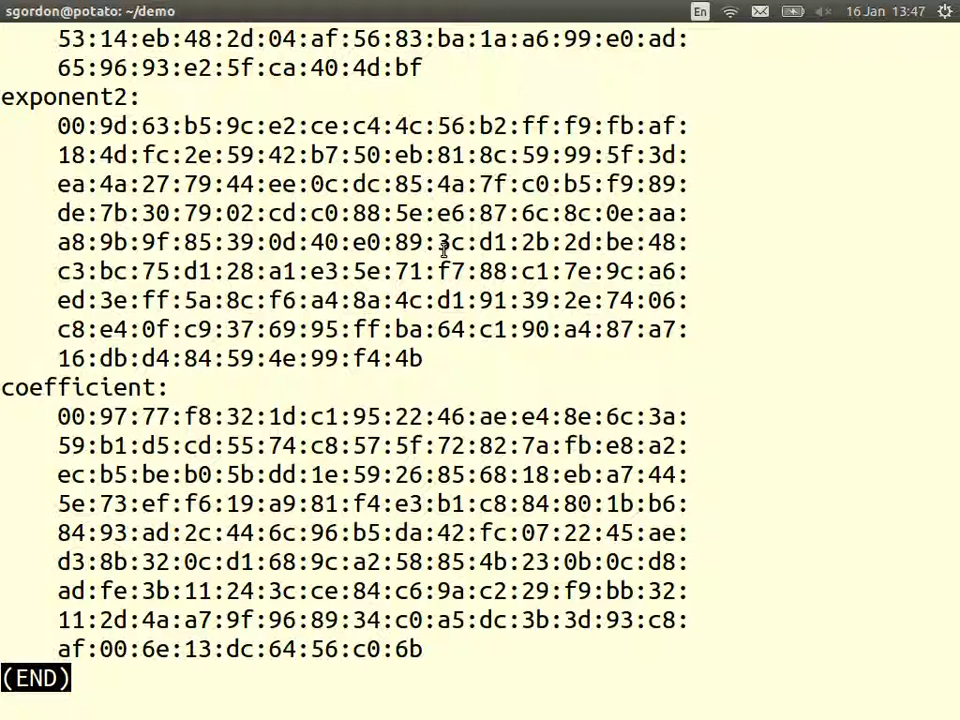 sgordon@potato: ~/demo
En
16 Jan 13:47
53:14:eb:48:2d:04:af:56:83:ba:1a:a6:99:e0:ad:
65:96:93:e2:5f:ca:40:4d:bf
exponent2:
00:9d:63:b5:9c:e2:ce:c4:4c:56:b2:ff:f9:fb:af:
18:4d:fc:2e:59:42:b7:50:eb:81:8c:59:99:5f:3d:
ea:4a:27:79:44:ee:0c:dc:85:4a:7f:c0:b5:f9:89:
de:7b:30:79:02:cd:c0:88:5e:e6:87:6c:8c:0e:aa:
a8:9b:9f:85:39:0d:40:e0:89:3c:d1:2b:2d:be:48:
c3:bc:75:d1:28:a1:e3:5e:71:f7:88:c1:7e:9c:a6:
ed:3e:ff:5a:8c:f6:a4:8a:4c:d1:91:39:2e:74:06:
c8:e4:0f:c9:37:69:95:ff:ba:64:c1:90:a4:87:a7:
16:db:d4:84:59:4e:99:f4:4b
coefficient:
00:97:77:f8:32:1d:c1:95:22:46:ae:e4:8e:6c:3a:
59:b1:d5:cd:55:74:c8:57:5f:72:82:7a:fb:e8:a2:
ec:b5:be:b0:5b:dd:1e:59:26:85:68:18:eb:a7:44:
5e:73:ef:f6:19:a9:81:f4:e3:b1:c8:84:80:1b:b6:
84:93:ad:2c:44:6c:96:b5:da:42:fc:07:22:45:ae:
d3:8b:32:0c:d1:68:9c:a2:58:85:4b:23:0b:0c:d8:
ad:fe:3b:11:24:3c:ce:84:c6:9a:c2:29:f9:bb:32:
11:2d:4a:a7:9f:96:89:34:c0:a5:dc:3b:3d:93:c8:
af:00:6e:13:dc:64:56:c0:6b
(END)